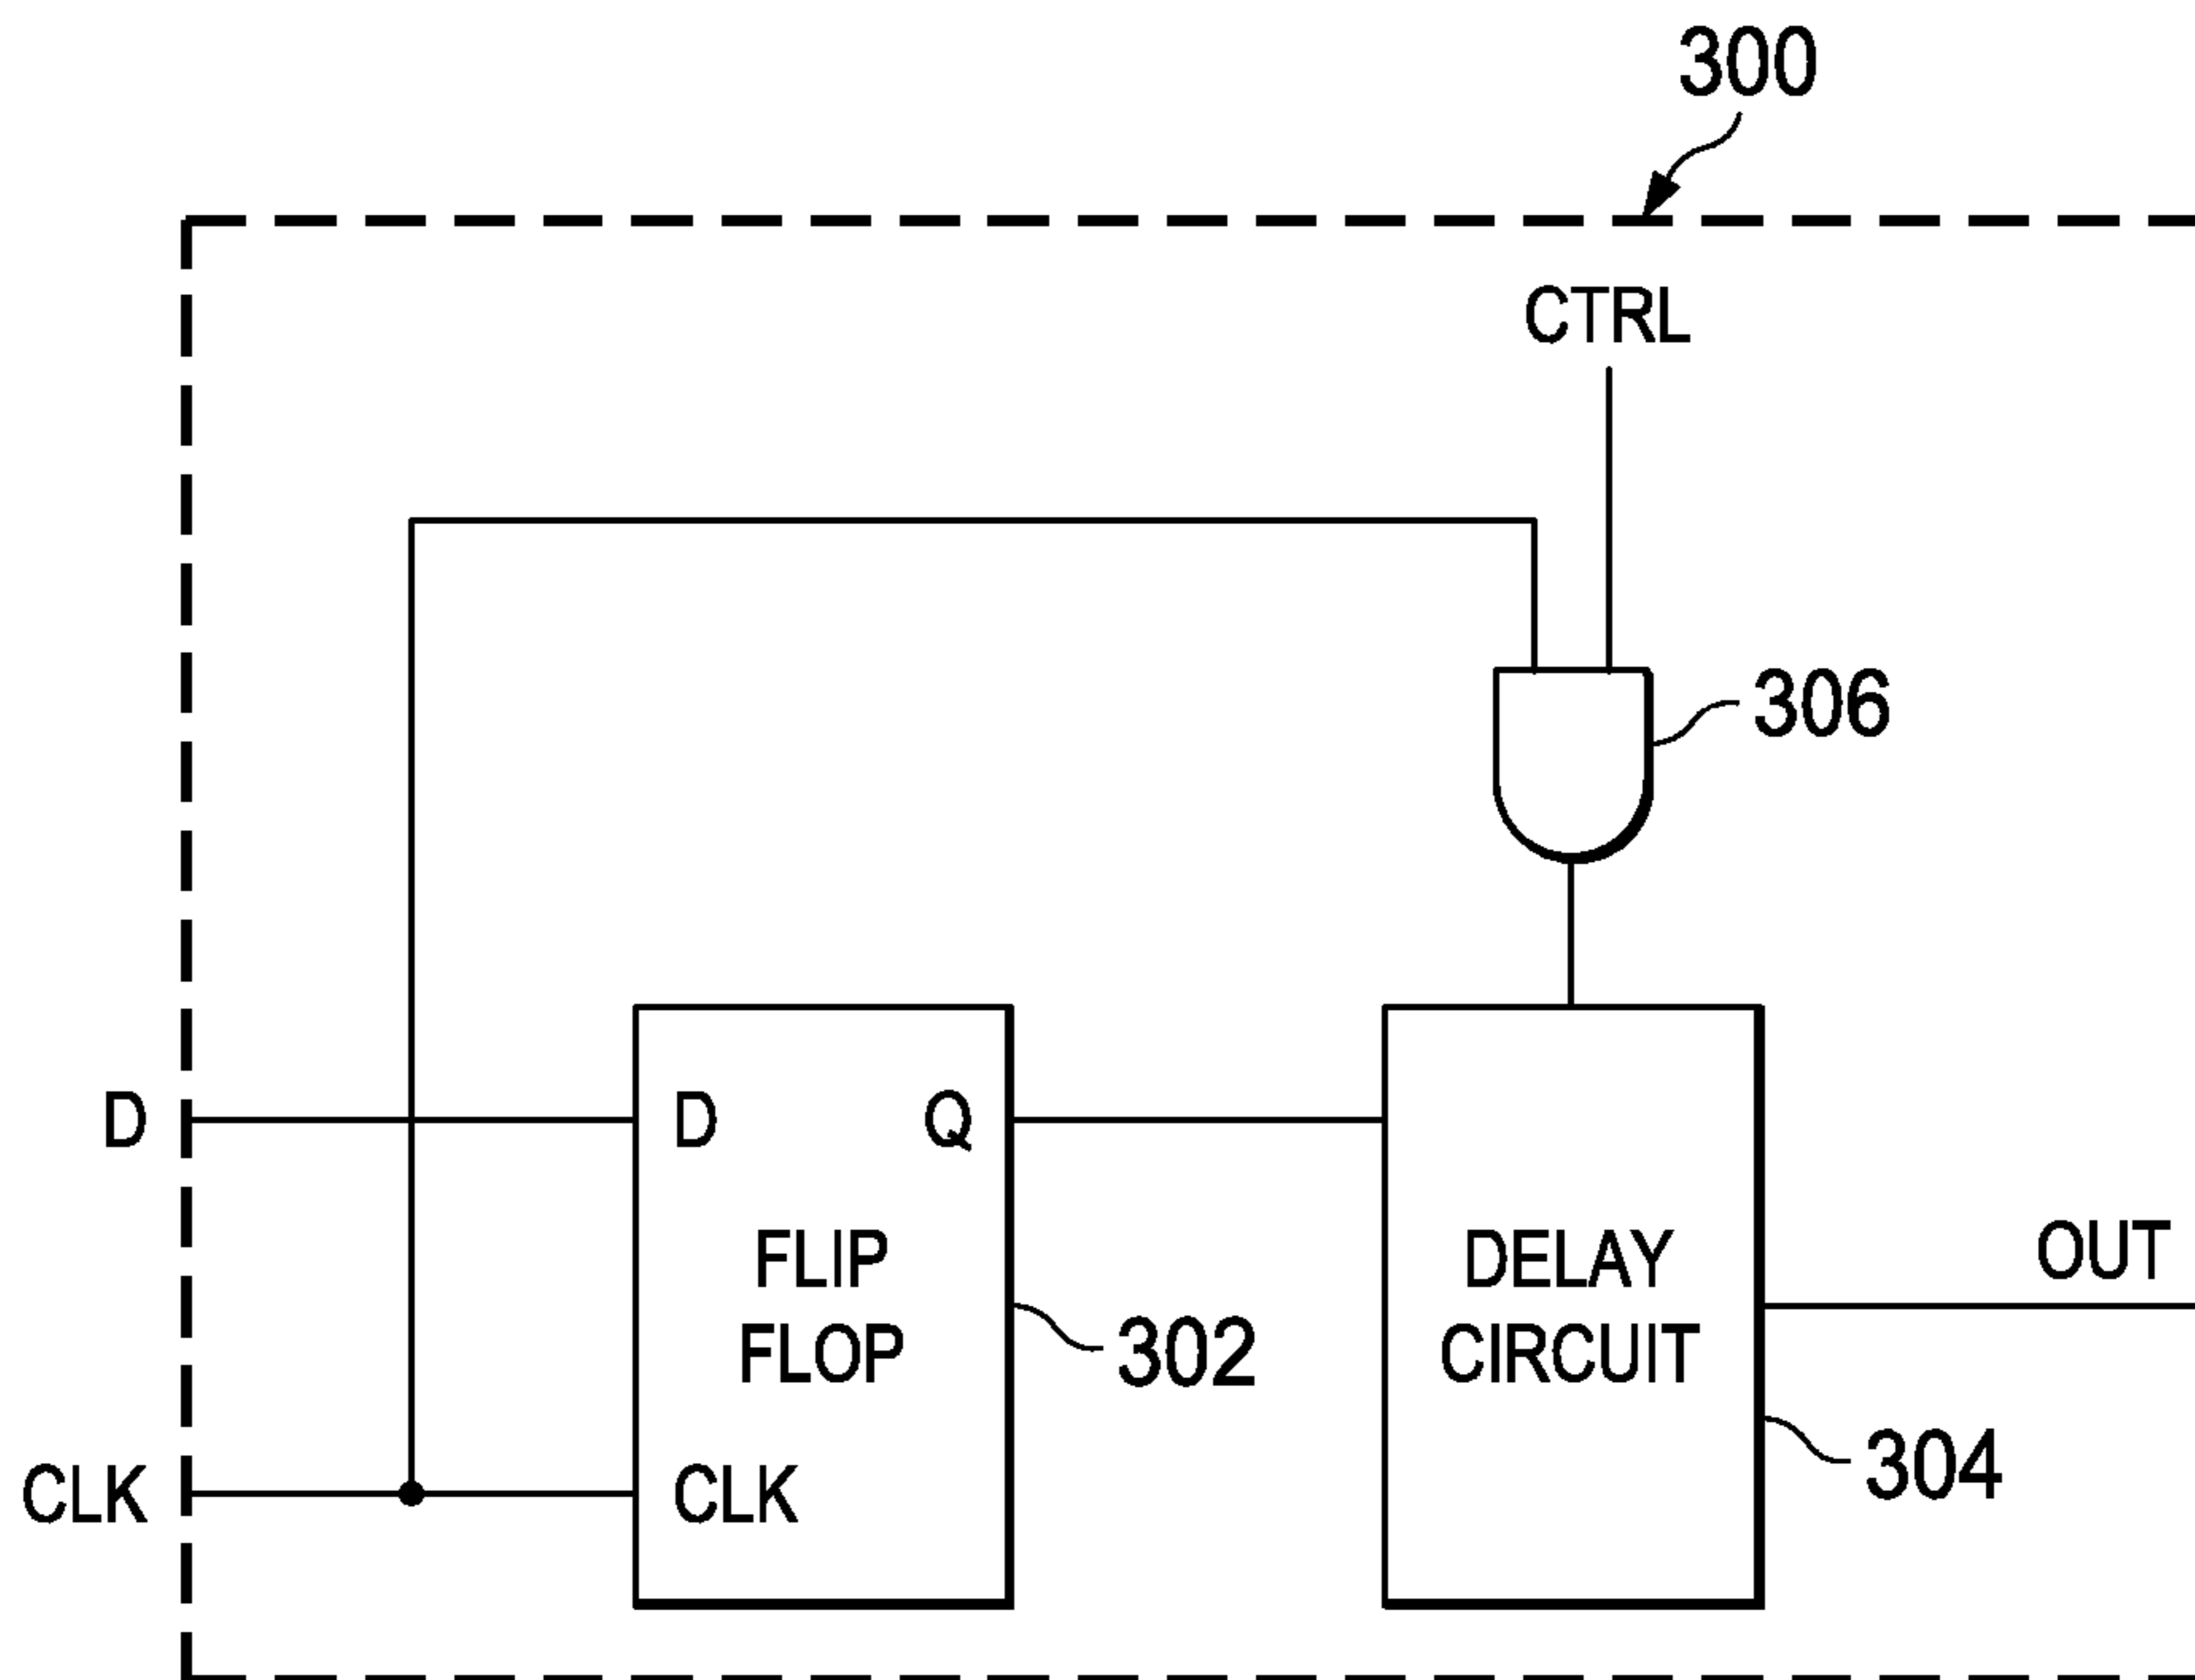 300
CTRL
306
D
D
Q
FLIP
FLOP
302
DELAY
CIRCUIT
OUT
304
CLK
CLK